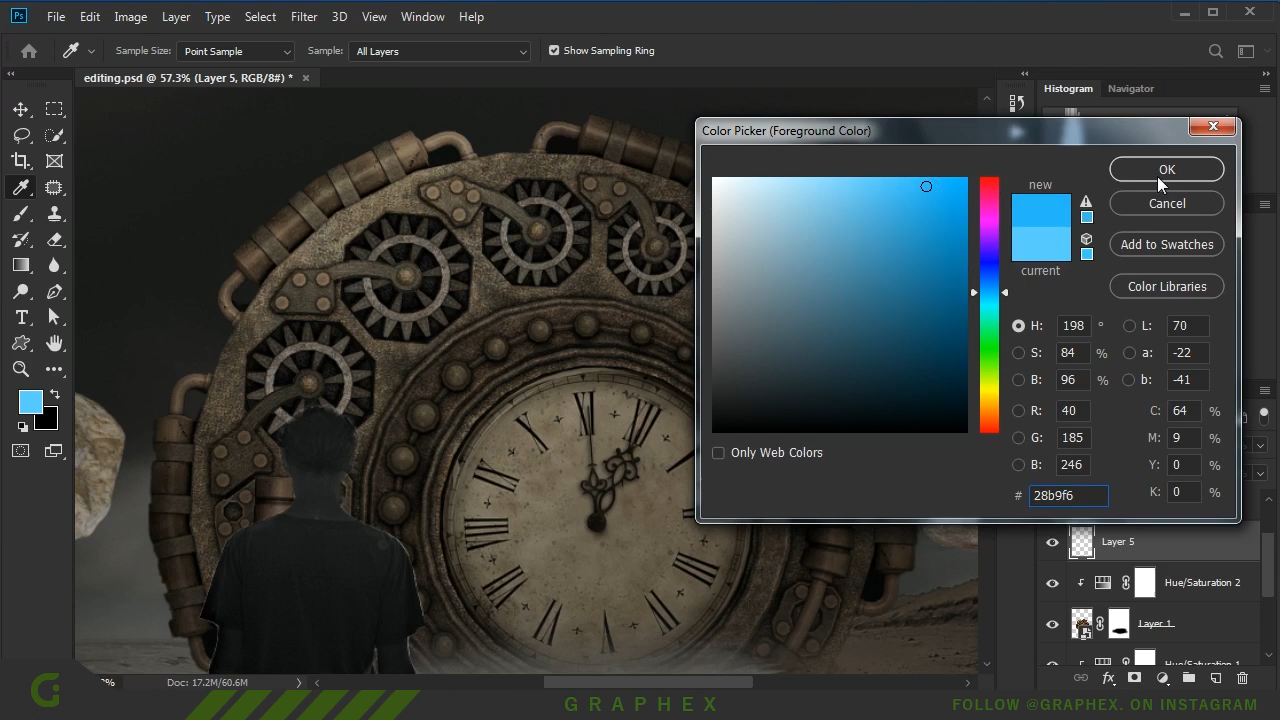 Ps File Edit Image Layer Type Select Filter 3D View Window Help
Sample Size: Point Sample Sample: All Layers Show Sampling Ring
editing.psd @ 57.3% (Layer 5, RGB/8#) *
Histogram Navigator
Color Picker (Foreground Color)
new
current
OK
Cancel
Add to Swatches
Color Libraries
H: 198 ° L: 70
S: 84 % a: -22
B: 96 % b: -41
R: 40 C: 64 %
G: 185 M: 9 %
B: 246 Y: 0 %
# 28b9f6 K: 0 %
Only Web Colors
Layer 5
Hue/Saturation 2
Layer 1
Hue/Saturation 1
Doc: 17.2M/60.6M
GRAPHEX
FOLLOW @GRAPHEX. ON INSTAGRAM